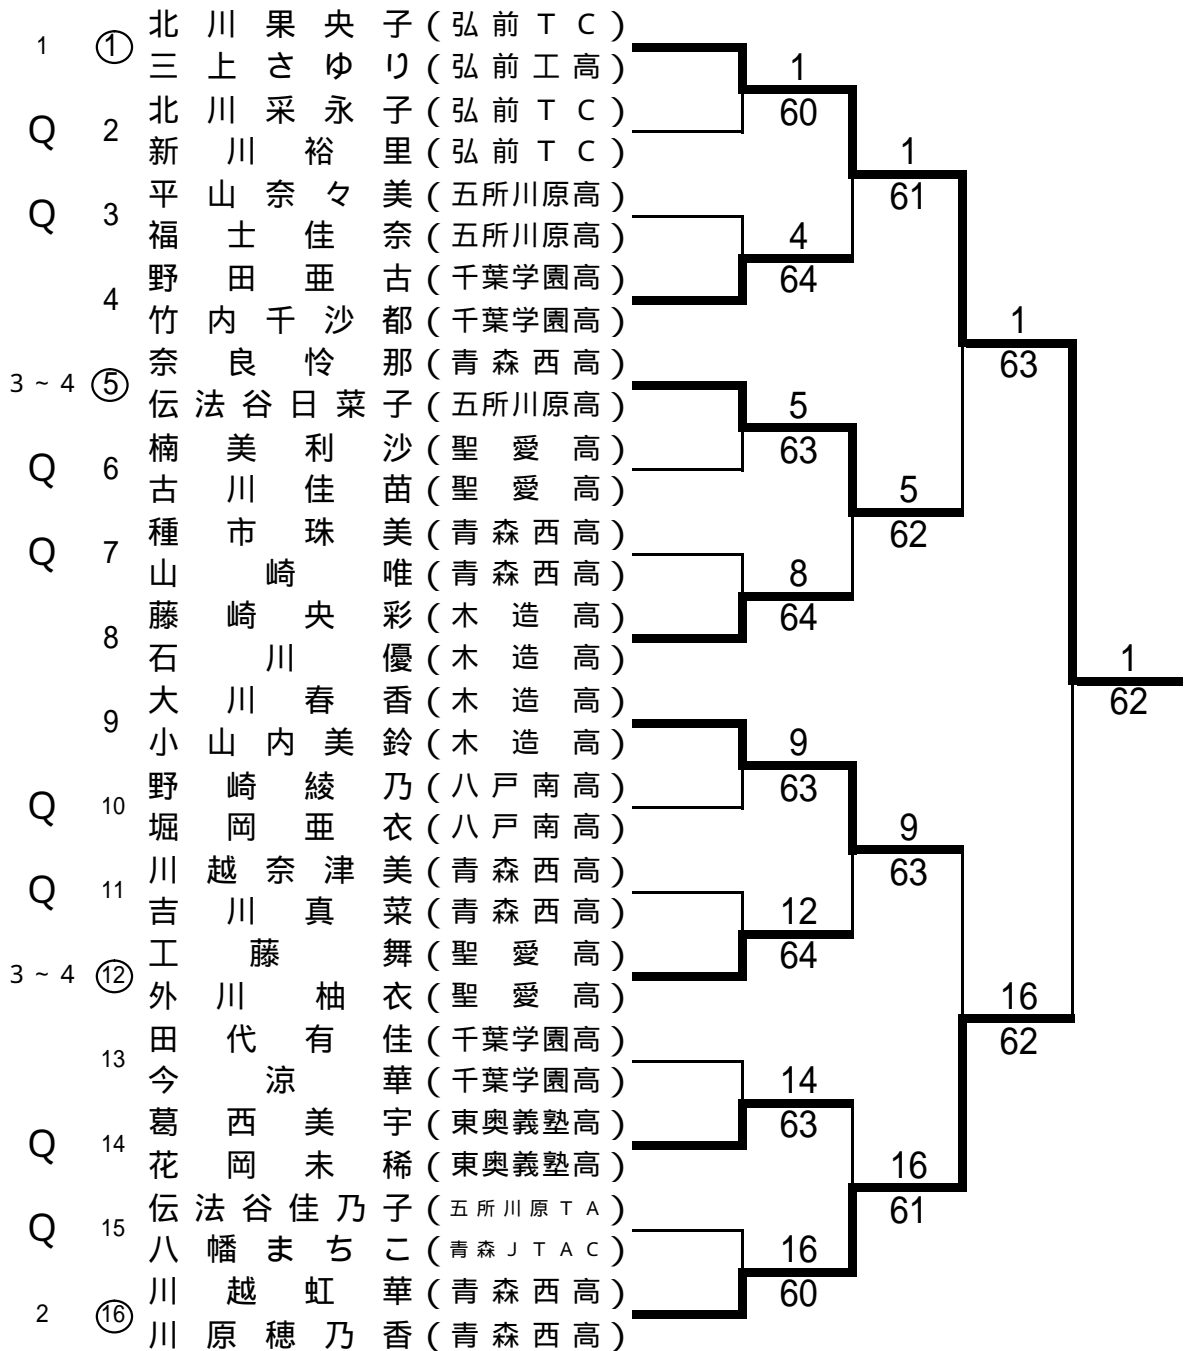 北川果央子(弘前TC)
1 ① 1
三上さゆり(弘前工高)
60
北川采永子(弘前TC)
Q 2
新川裕里(弘前TC)
1
61
平山奈々美(五所川原高)
Q 3
福士佳奈(五所川原高)
4
64
野田亜古(千葉学園高)
4
竹内千沙都(千葉学園高)
1
63
奈良怜那(青森西高)
3~4 ⑤
伝法谷日菜子(五所川原高)
5
63
楠美利沙(聖愛高)
Q 6
古川佳苗(聖愛高)
5
62
種市珠美(青森西高)
Q 7
山崎唯(青森西高)
8
64
藤崎央彩(木造高)
8
石川優(木造高)
1
62
大川春香(木造高)
9
小山内美鈴(木造高)
9
63
野崎綾乃(八戸南高)
Q 10
堀岡亜衣(八戸南高)
9
63
川越奈津美(青森西高)
Q 11
吉川真菜(青森西高)
12
64
工藤舞(聖愛高)
3~4 ⑫
外川柚衣(聖愛高)
16
62
田代有佳(千葉学園高)
13
今涼華(千葉学園高)
14
63
葛西美宇(東奥義塾高)
Q 14
花岡未稀(東奥義塾高)
16
61
伝法谷佳乃子(五所川原TA)
Q 15
八幡まちこ(青森JTAC)
16
60
川越虹華(青森西高)
2 ⑯
川原穂乃香(青森西高)